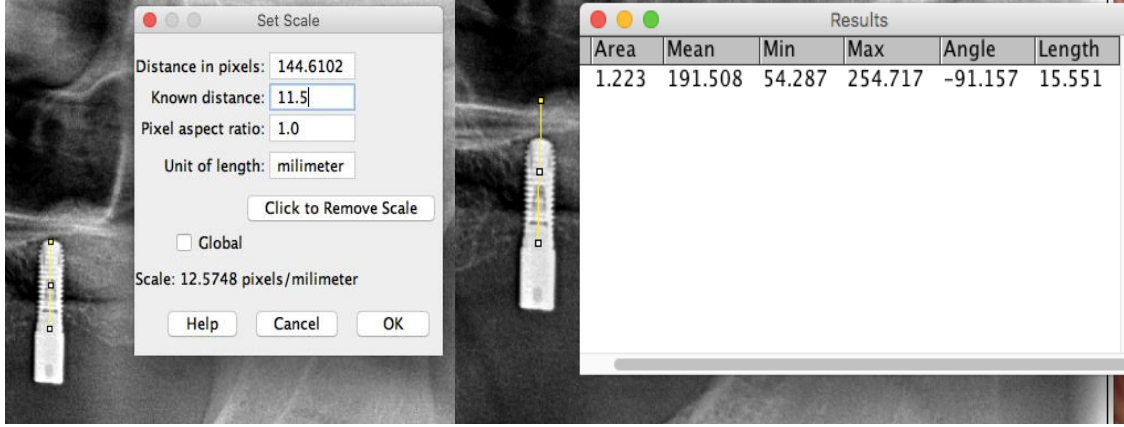 Set Scale
Distance in pixels: 144.6102
Known distance: 11.5
Pixel aspect ratio: 1.0
Unit of length: milimeter
Click to Remove Scale
Global
Scale: 12.5748 pixels/milimeter
Help Cancel OK
Results
Area Mean Min Max Angle Length
1.223 191.508 54.287 254.717 −91.157 15.551